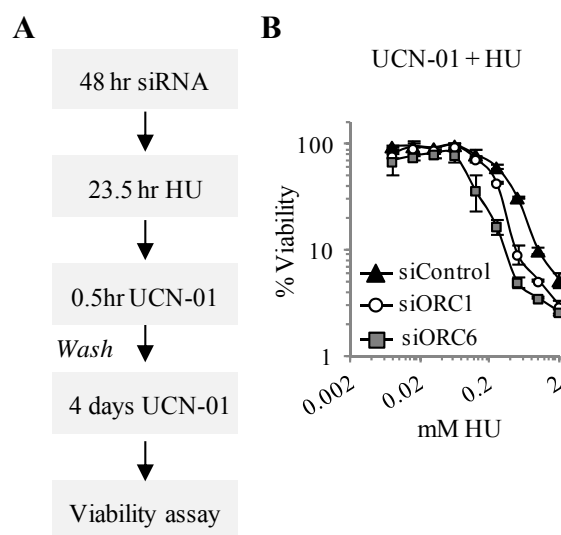 A
48 hr siRNA
23.5 hr HU
0.5hr UCN-01
Wash
4 days UCN-01
Viability assay
B
UCN-01 + HU
% Viability
100
10
1
siControl
siORC1
siORC6
0.002
0.02
0.2
2
mM HU